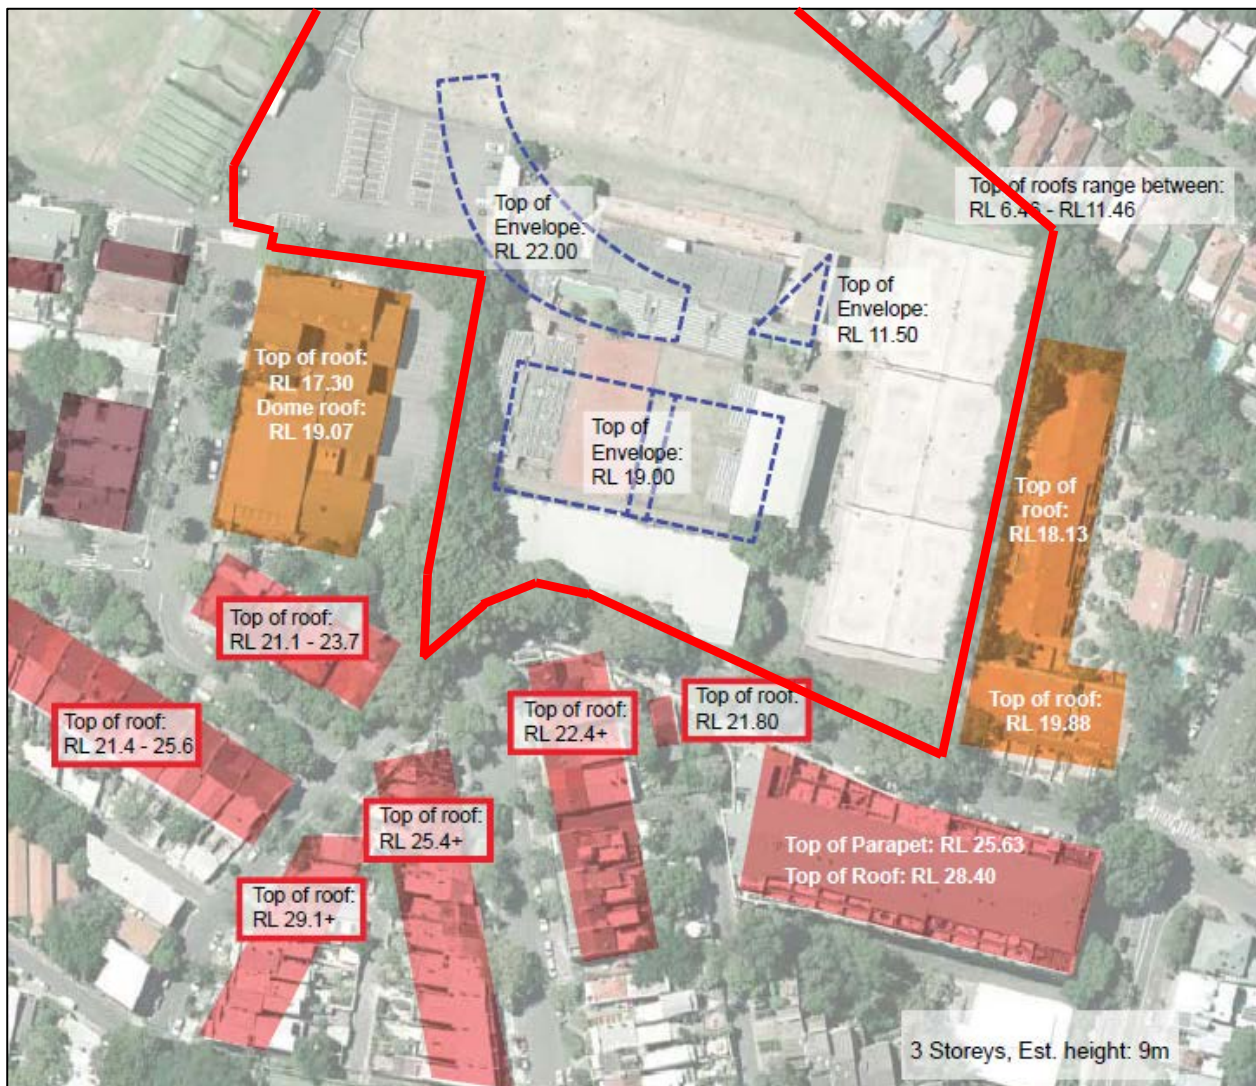 Top of
Envelope:
RL 22.00
Top of roofs range between:
RL 6.46 - RL11.46
Top of
Envelope:
RL 11.50
Top of roof:
RL 17.30
Dome roof:
RL 19.07
Top of
Envelope:
RL 19.00
Top of
roof:
RL18.13
Top of roof:
RL 21.1 - 23.7
Top of roof:
RL 21.4 - 25.6
Top of roof:
RL 22.4+
Top of roof:
RL 21.80
Top of roof:
RL 19.88
Top of roof:
RL 25.4+
Top of Parapet: RL 25.63
Top of Roof: RL 28.40
Top of roof:
RL 29.1+
3 Storeys, Est. height: 9m